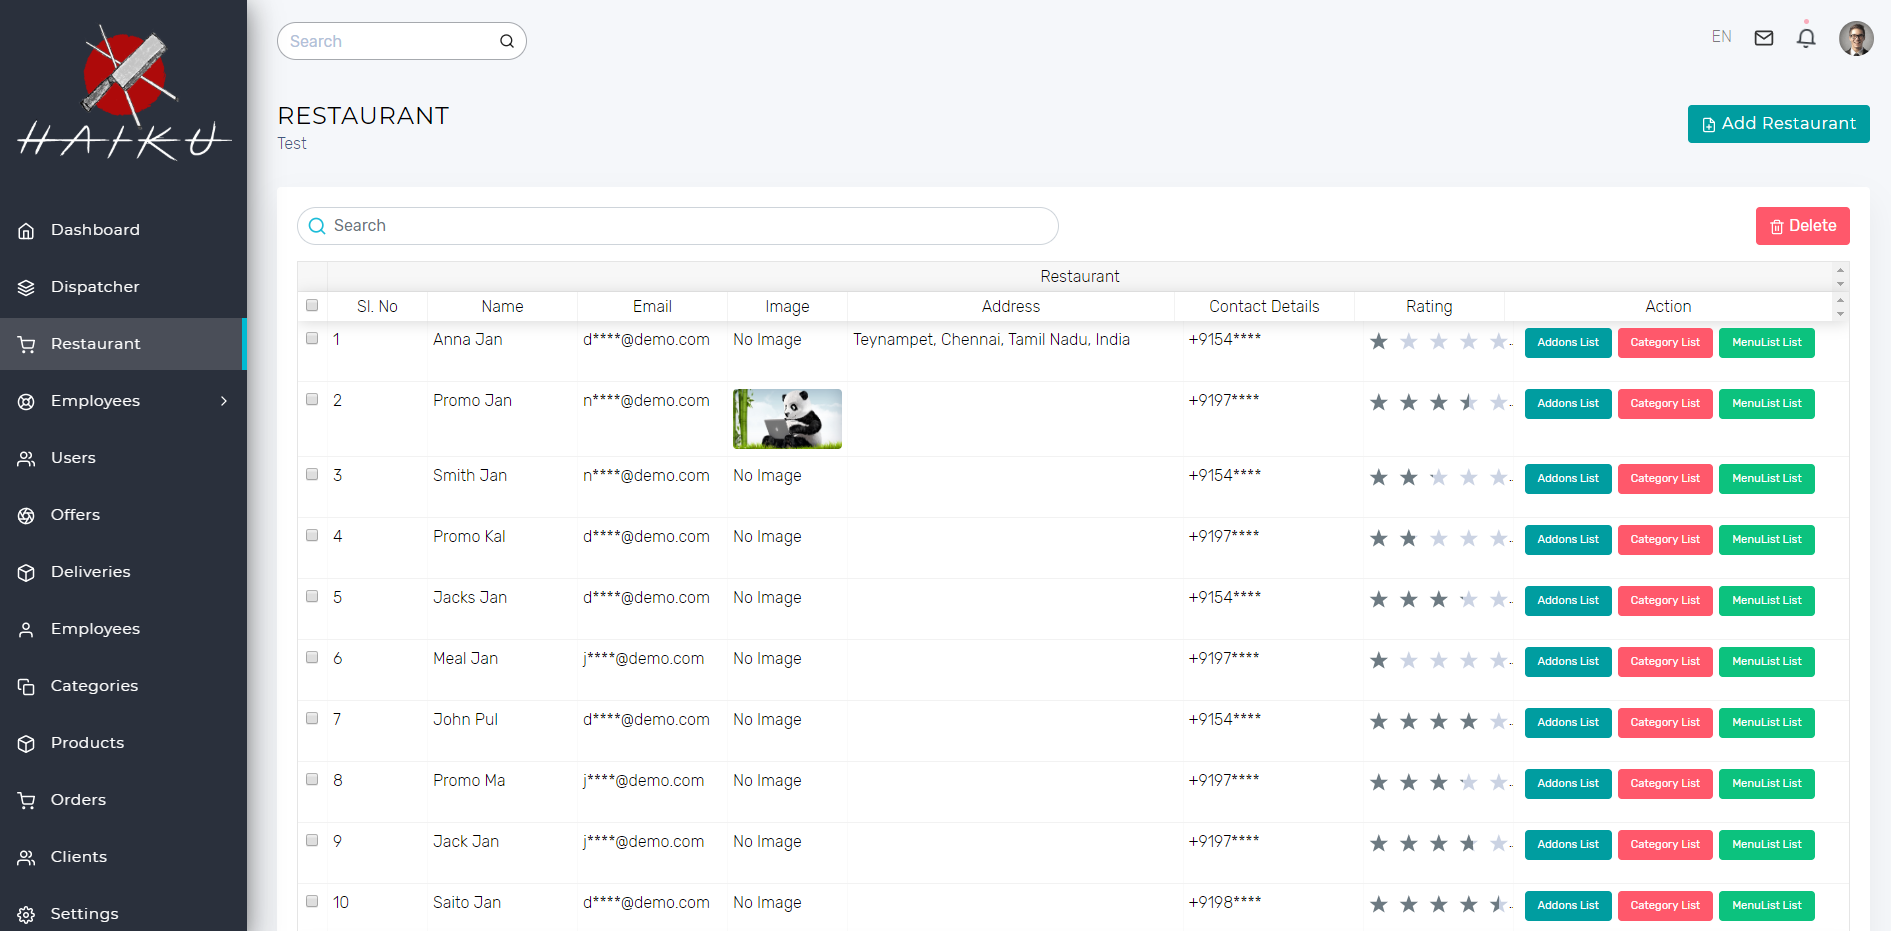 HAIKU
Dashboard
Dispatcher
Restaurant
Employees
Users
Offers
Deliveries
Employees
Categories
Products
Orders
Clients
Settings
Search
EN
RESTAURANT
Test
Add Restaurant
Search
Delete
Restaurant
Sl. No Name Email Image Address Contact Details Rating Action
1 Anna Jan d****@demo.com No Image Teynampet, Chennai, Tamil Nadu, India +9154**** Addons List Category List MenuList List
2 Promo Jan n****@demo.com +9197**** Addons List Category List MenuList List
3 Smith Jan n****@demo.com No Image +9154**** Addons List Category List MenuList List
4 Promo Kal d****@demo.com No Image +9197**** Addons List Category List MenuList List
5 Jacks Jan d****@demo.com No Image +9154**** Addons List Category List MenuList List
6 Meal Jan j****@demo.com No Image +9197**** Addons List Category List MenuList List
7 John Pul d****@demo.com No Image +9154**** Addons List Category List MenuList List
8 Promo Ma j****@demo.com No Image +9197**** Addons List Category List MenuList List
9 Jack Jan j****@demo.com No Image +9197**** Addons List Category List MenuList List
10 Saito Jan d****@demo.com No Image +9198**** Addons List Category List MenuList List